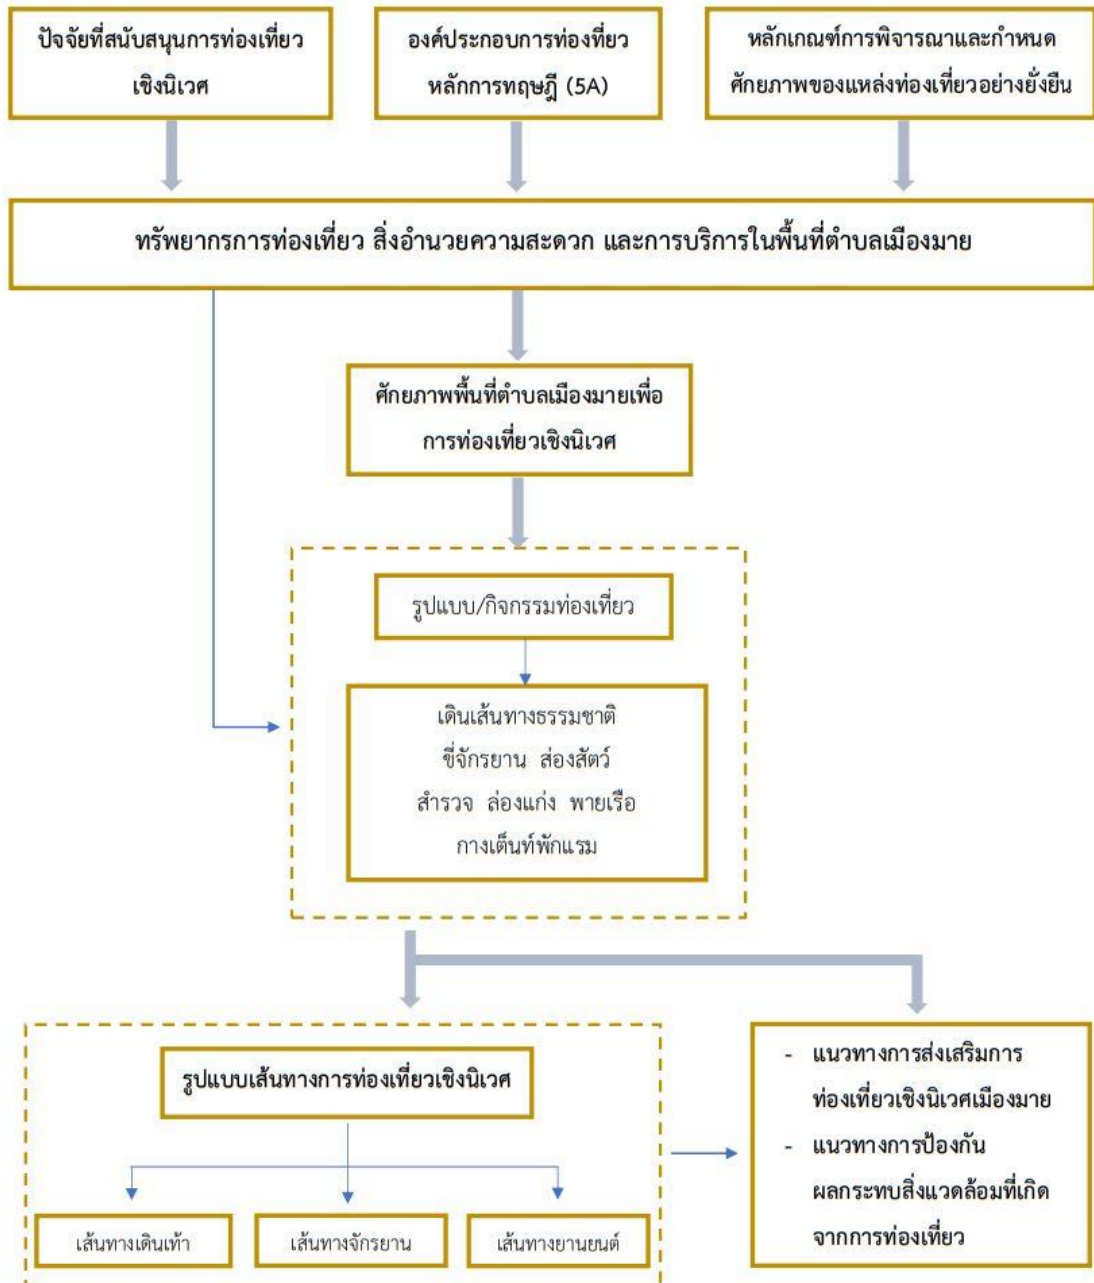 ปัจจัยที่สนับสนุนการท่องเที่ยว
เชิงนิเวศ
องค์ประกอบการท่องที่ยว
หลักการทฤษฎี (5A)
หลักเกณฑ์การพิจารณาและกำหนด
ศักยภาพของแหล่งท่องเที่ยวอย่างยั่งยืน
ทรัพยากรการท่องเที่ยว สิ่งอำนวยความสะดวก และการบริการในพื้นที่ตำบลเมืองมาย
ศักยภาพพื้นที่ตำบลเมืองมายเพื่อ
การท่องเที่ยวเชิงนิเวศ
รูปแบบ/กิจกรรมท่องเที่ยว
เดินเส้นทางธรรมชาติ
ขี่จักรยาน ส่องสัตว์
สำรวจ ล่องแก่ง พายเรือ
กางเต็นท์พักแรม
รูปแบบเส้นทางการท่องเที่ยวเชิงนิเวศ
เส้นทางเดินเท้า
เส้นทางจักรยาน
เส้นทางยานยนต์
- แนวทางการส่งเสริมการ
ท่องเที่ยวเชิงนิเวศเมืองมาย
- แนวทางการป้องกัน
ผลกระทบสิ่งแวดล้อมที่เกิด
จากการท่องเที่ยว